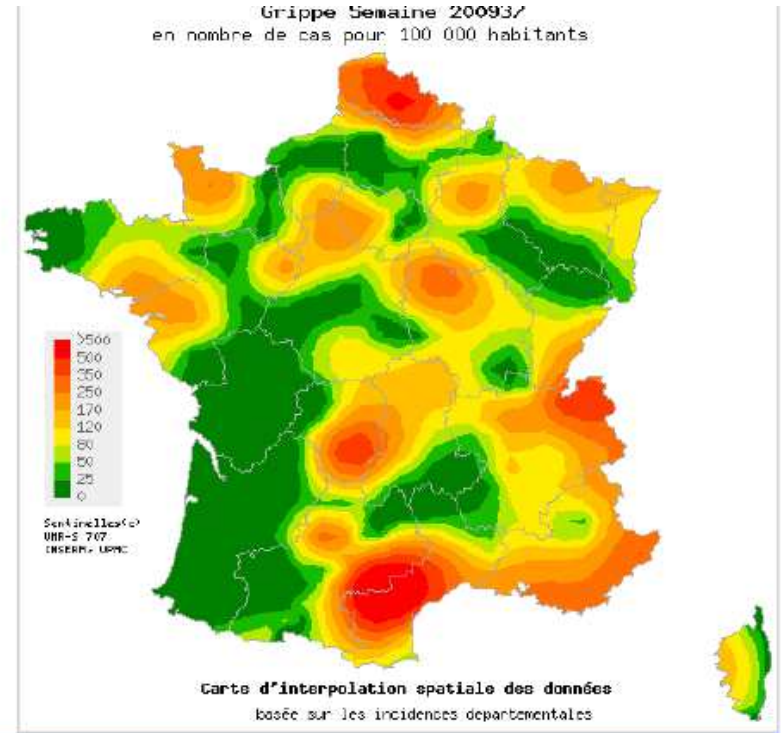 Grippe Semaine 200937
en nombre de cas pour 100 000 habitants
>500
500
350
250
170
120
80
50
25
0
Sentinelles(c)
UMR-S 707
INSERM, UPMC
Carte d'interpolation spatiale des données
basée sur les incidences departementales